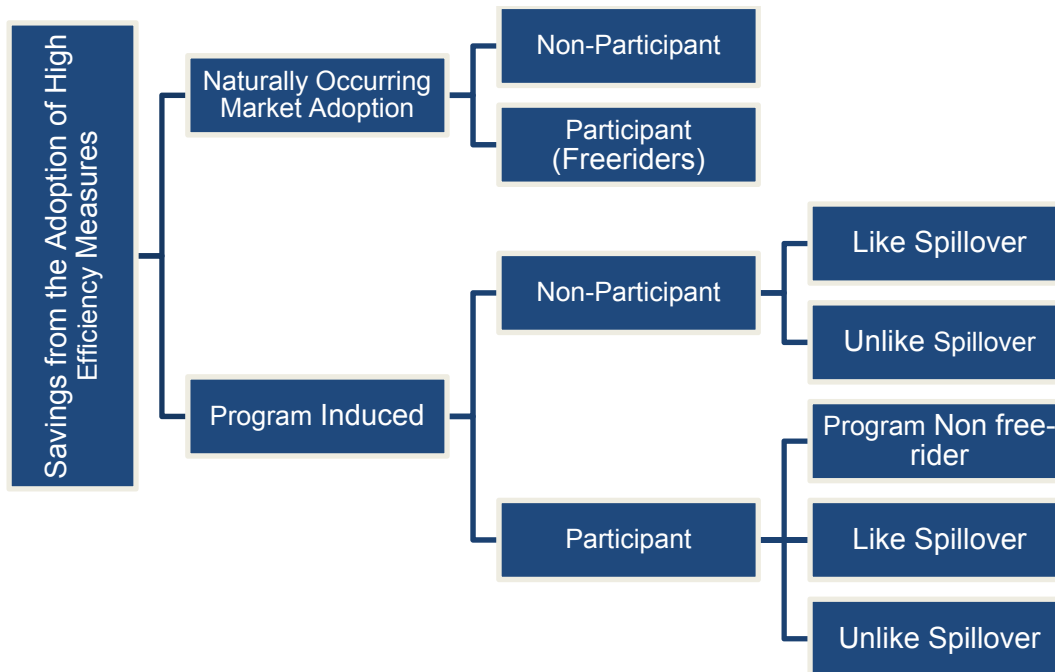 Savings from the Adoption of High
Efficiency Measures
Naturally Occurring
Market Adoption
Non-Participant
Participant
(Freeriders)
Program Induced
Non-Participant
Like Spillover
Unlike Spillover
Participant
Program Non free-
rider
Like Spillover
Unlike Spillover